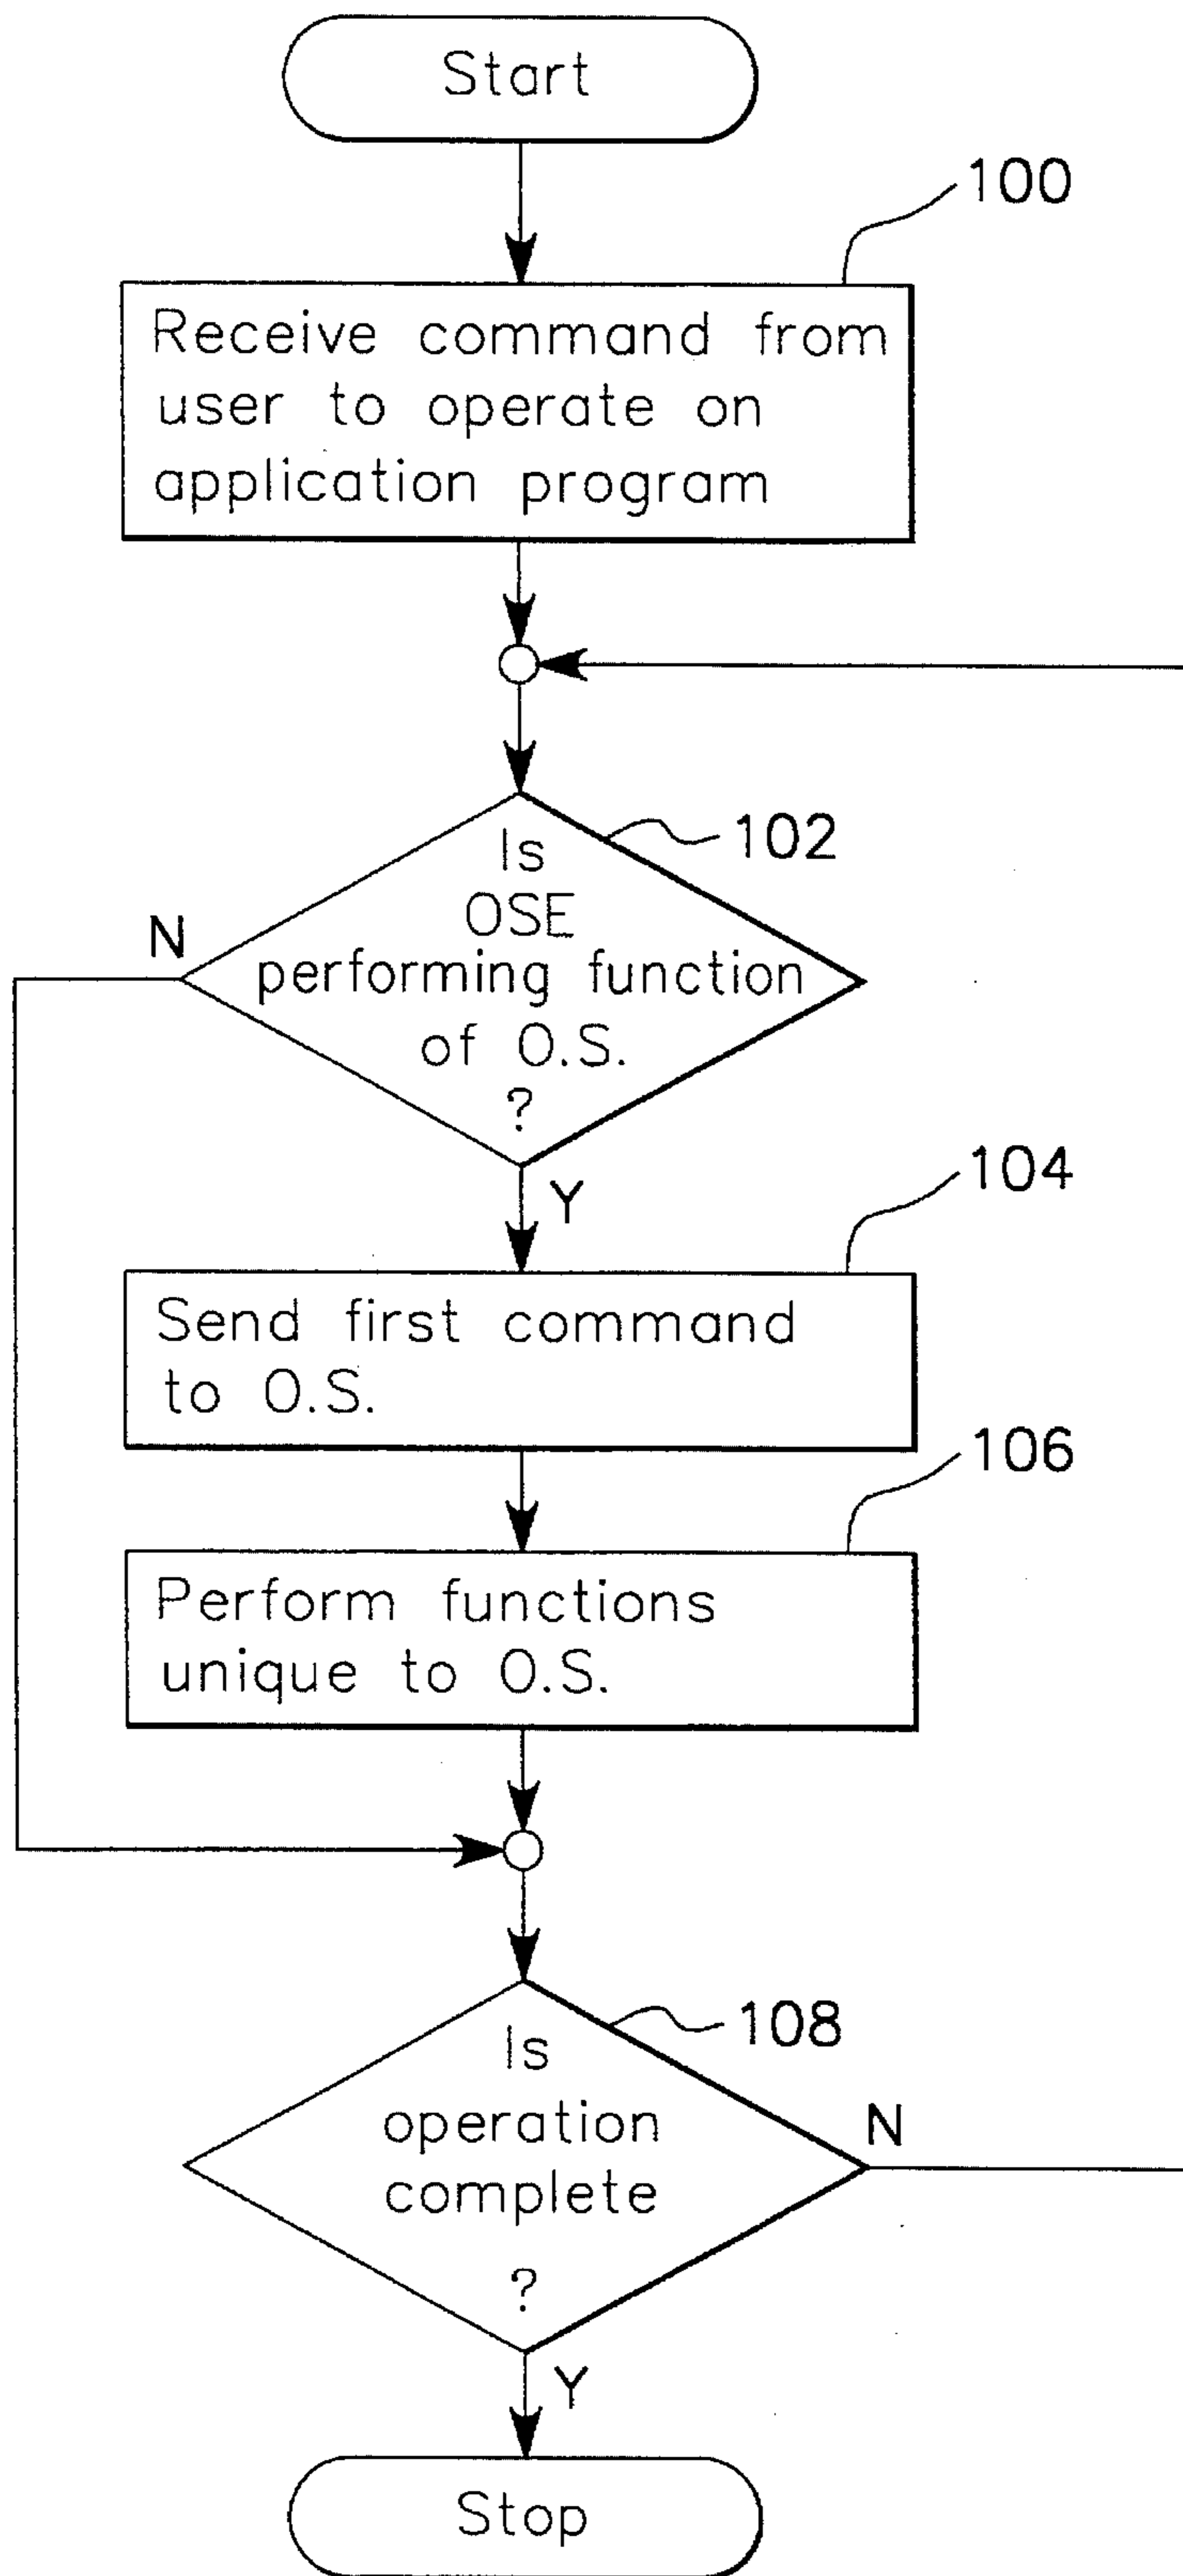 Start
100
Receive command from
user to operate on
application program
102
Is
OSE
performing function
of O.S.
?
N
Y
104
Send first command
to O.S.
106
Perform functions
unique to O.S.
108
Is
operation
complete
?
N
Y
Stop